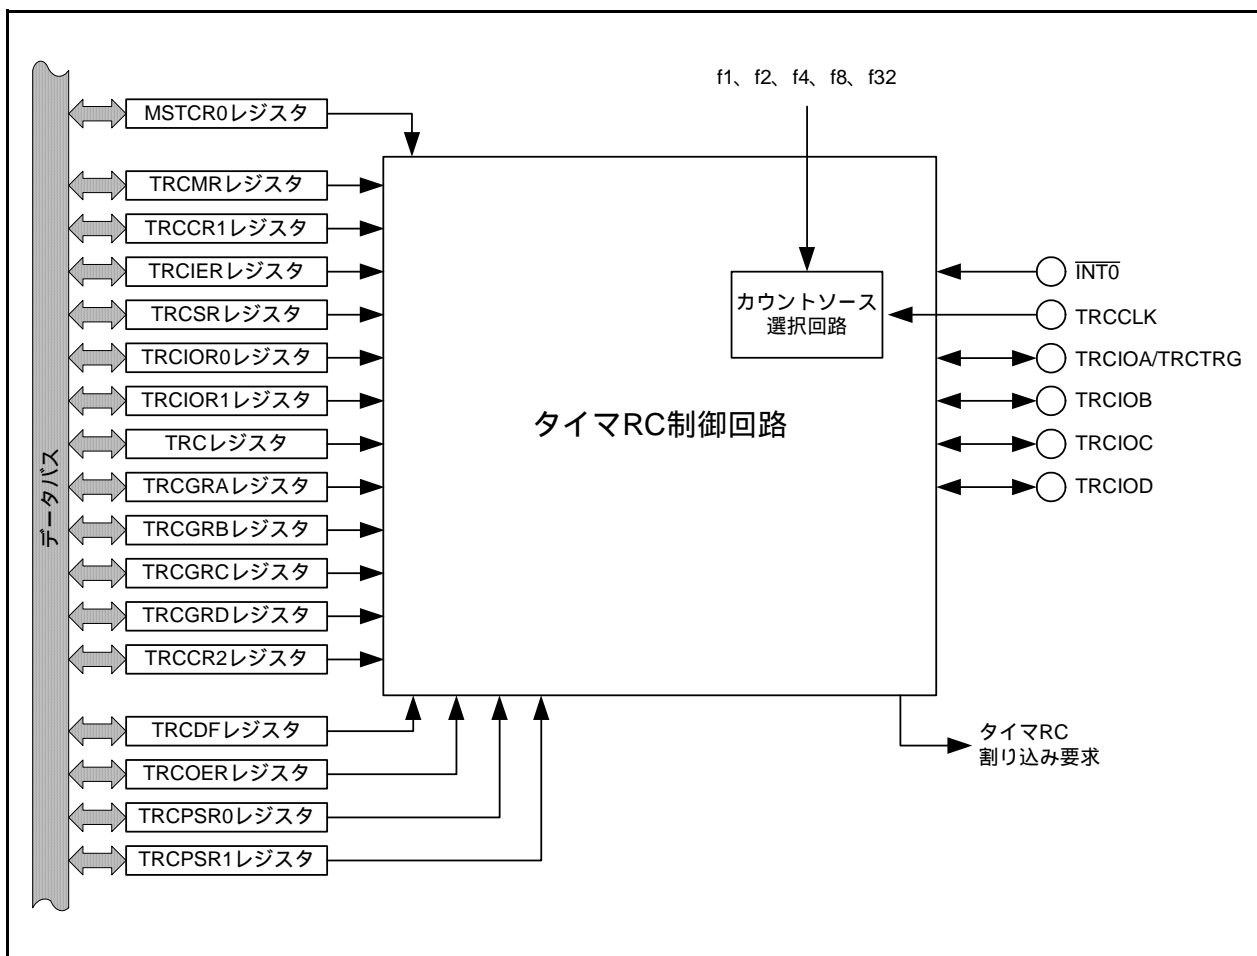 f1、f2、f4、f8、f32
MSTCR0レジスタ
TRCMRレジスタ
TRCCR1レジスタ
TRCIERレジスタ
TRCSRレジスタ
TRCIOR0レジスタ
TRCIOR1レジスタ
TRCレジスタ
TRCGRAレジスタ
TRCGRBレジスタ
TRCGRCレジスタ
TRCGRDレジスタ
TRCCR2レジスタ
TRCDFレジスタ
TRCOERレジスタ
TRCPSR0レジスタ
TRCPSR1レジスタ
データバス
カウントソース
選択回路
タイマRC制御回路
INT0
TRCCLK
TRCIOA/TRCTRG
TRCIOB
TRCIOC
TRCIOD
タイマRC
割り込み要求